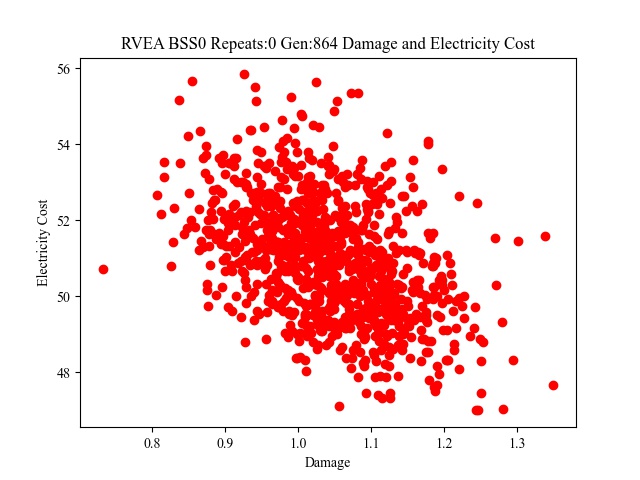 RVEA BSS0 Repeats:0 Gen:864 Damage and Electricity Cost
56
54
52
50
48
Electricity Cost
0.8 0.9 1.0 1.1 1.2 1.3
Damage